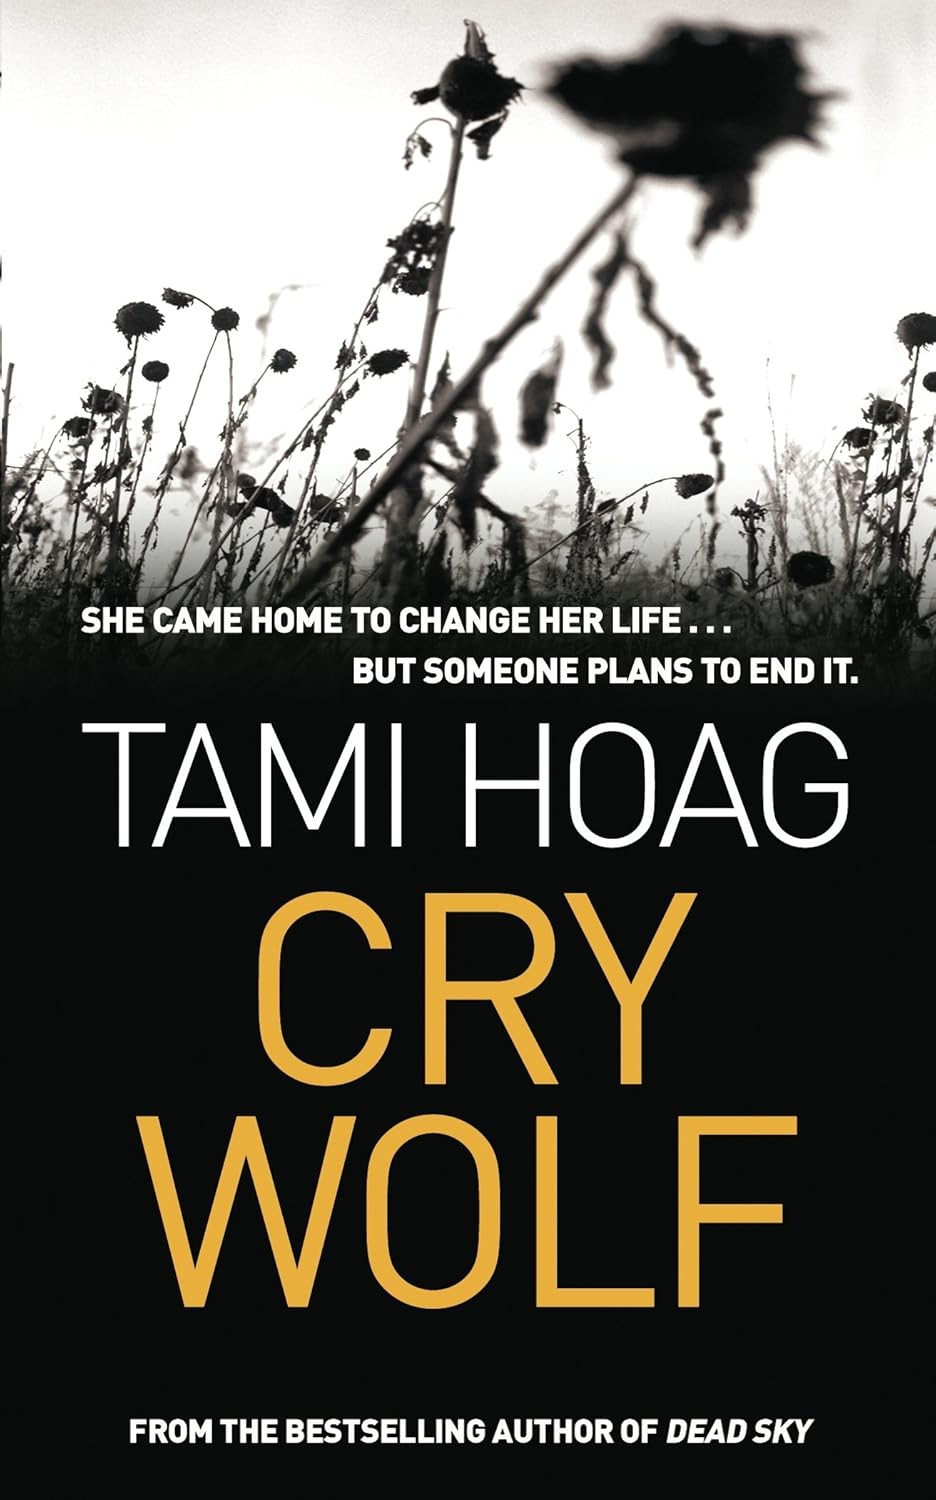 SHE CAME HOME TO CHANGE HER LIFE...
BUT SOMEONE PLANS TO END IT.
TAMI HOAG
CRY
WOLF
FROM THE BESTSELLING AUTHOR OF DEAD SKY